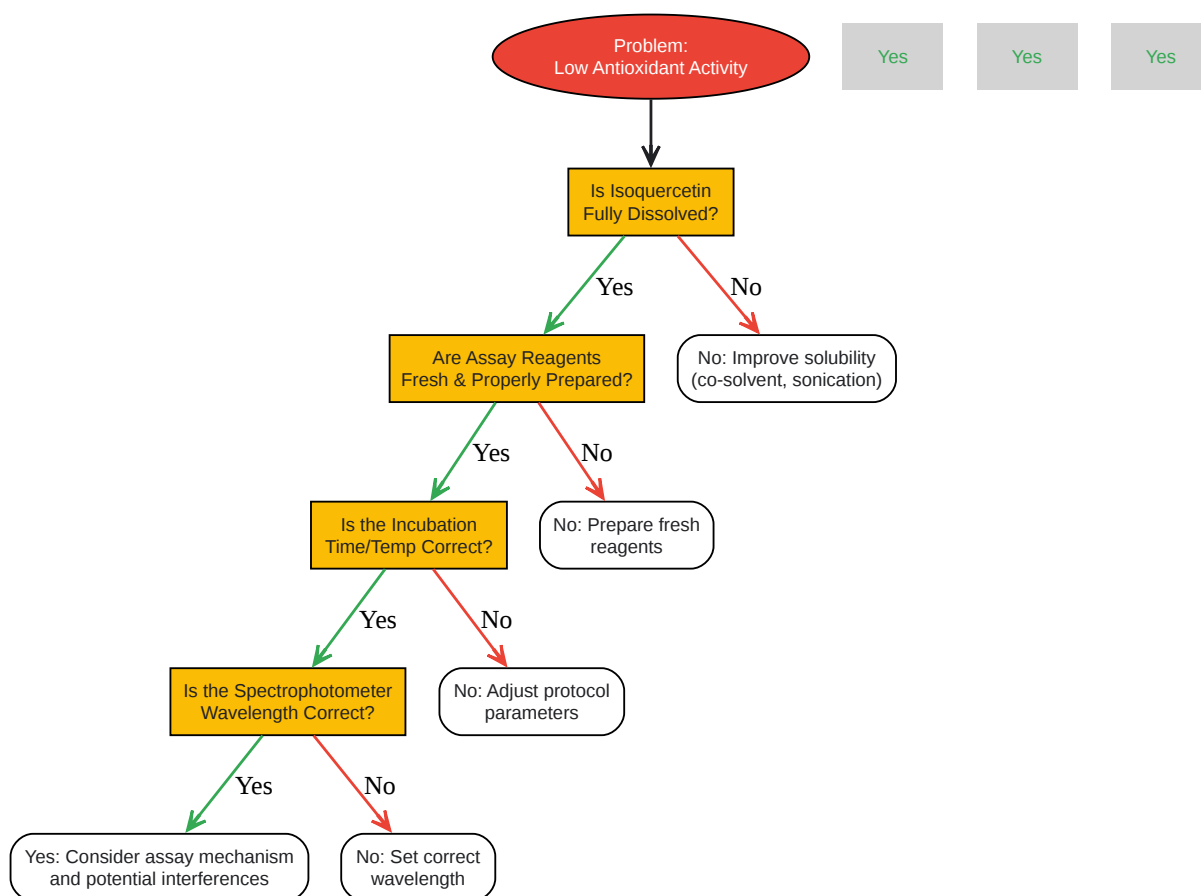 Problem:
Low Antioxidant Activity
Yes
Yes
Yes
Is Isoquercetin
Fully Dissolved?
Yes
No
Are Assay Reagents
Fresh & Properly Prepared?
No: Improve solubility
(co-solvent, sonication)
Yes
No
Is the Incubation
Time/Temp Correct?
No: Prepare fresh
reagents
Yes
No
Is the Spectrophotometer
Wavelength Correct?
No: Adjust protocol
parameters
Yes
No
Yes: Consider assay mechanism
and potential interferences
No: Set correct
wavelength